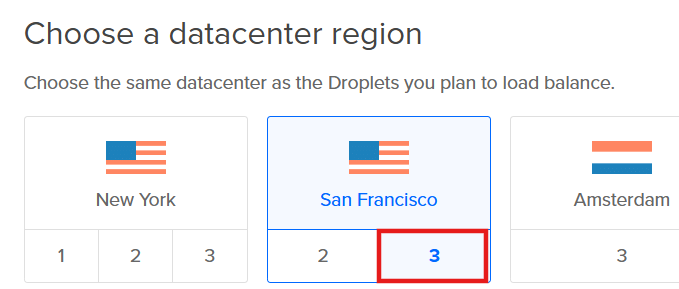 Choose a datacenter region
Choose the same datacenter as the Droplets you plan to load balance.
New York
1 2 3
San Francisco
2 3
Amsterdam
3